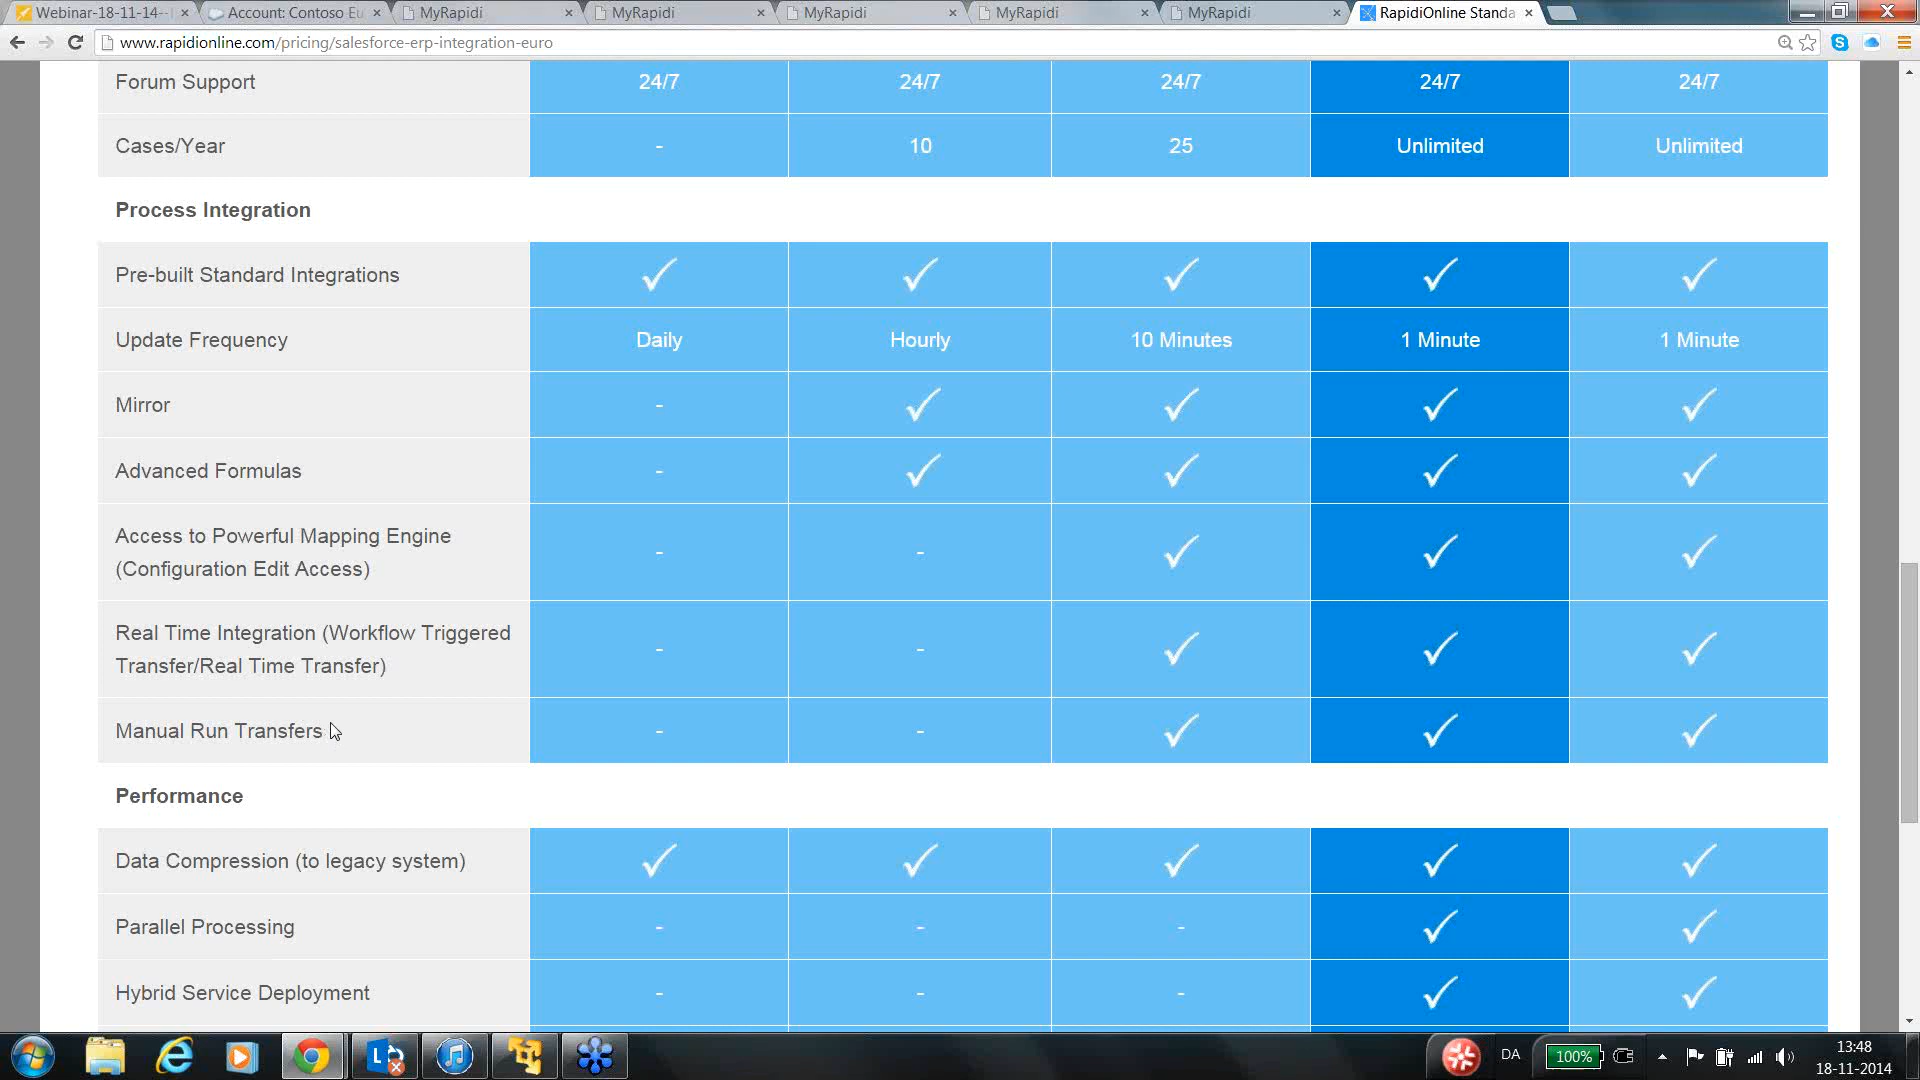 Webinar-18-11-14--
Account: Contoso Eu
MyRapidi
MyRapidi
MyRapidi
MyRapidi
MyRapidi
RapidiOnline Standa
www.rapidionline.com/pricing/salesforce-erp-integration-euro
Forum Support 24/7 24/7 24/7 24/7 24/7
Cases/Year - 10 25 Unlimited Unlimited
Process Integration
Pre-built Standard Integrations
Update Frequency Daily Hourly 10 Minutes 1 Minute 1 Minute
Mirror -
Advanced Formulas -
Access to Powerful Mapping Engine
(Configuration Edit Access) - -
Real Time Integration (Workflow Triggered
Transfer/Real Time Transfer) - -
Manual Run Transfers - -
Performance
Data Compression (to legacy system)
Parallel Processing - - -
Hybrid Service Deployment - - -
DA
100%
13:48
18-11-2014